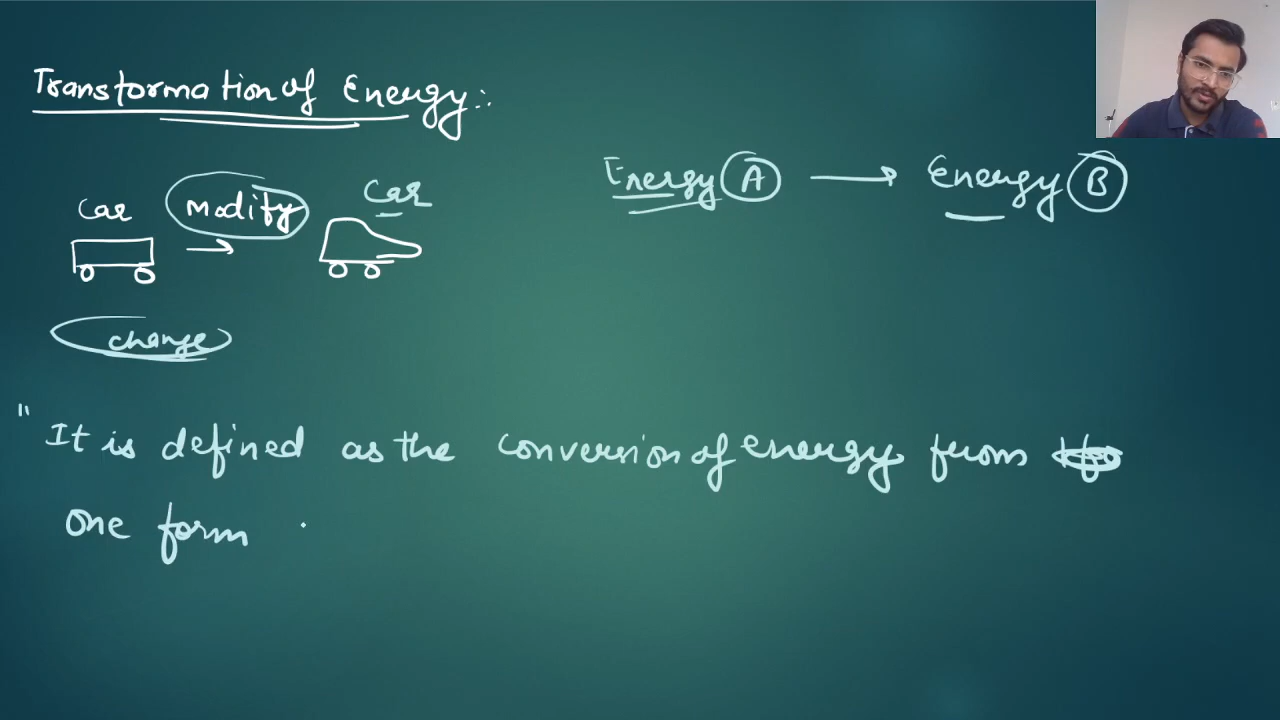 Transformation of Energy:
Car modify Car
Energy A → Energy B
change
"It is defined as the conversion of energy from
one form